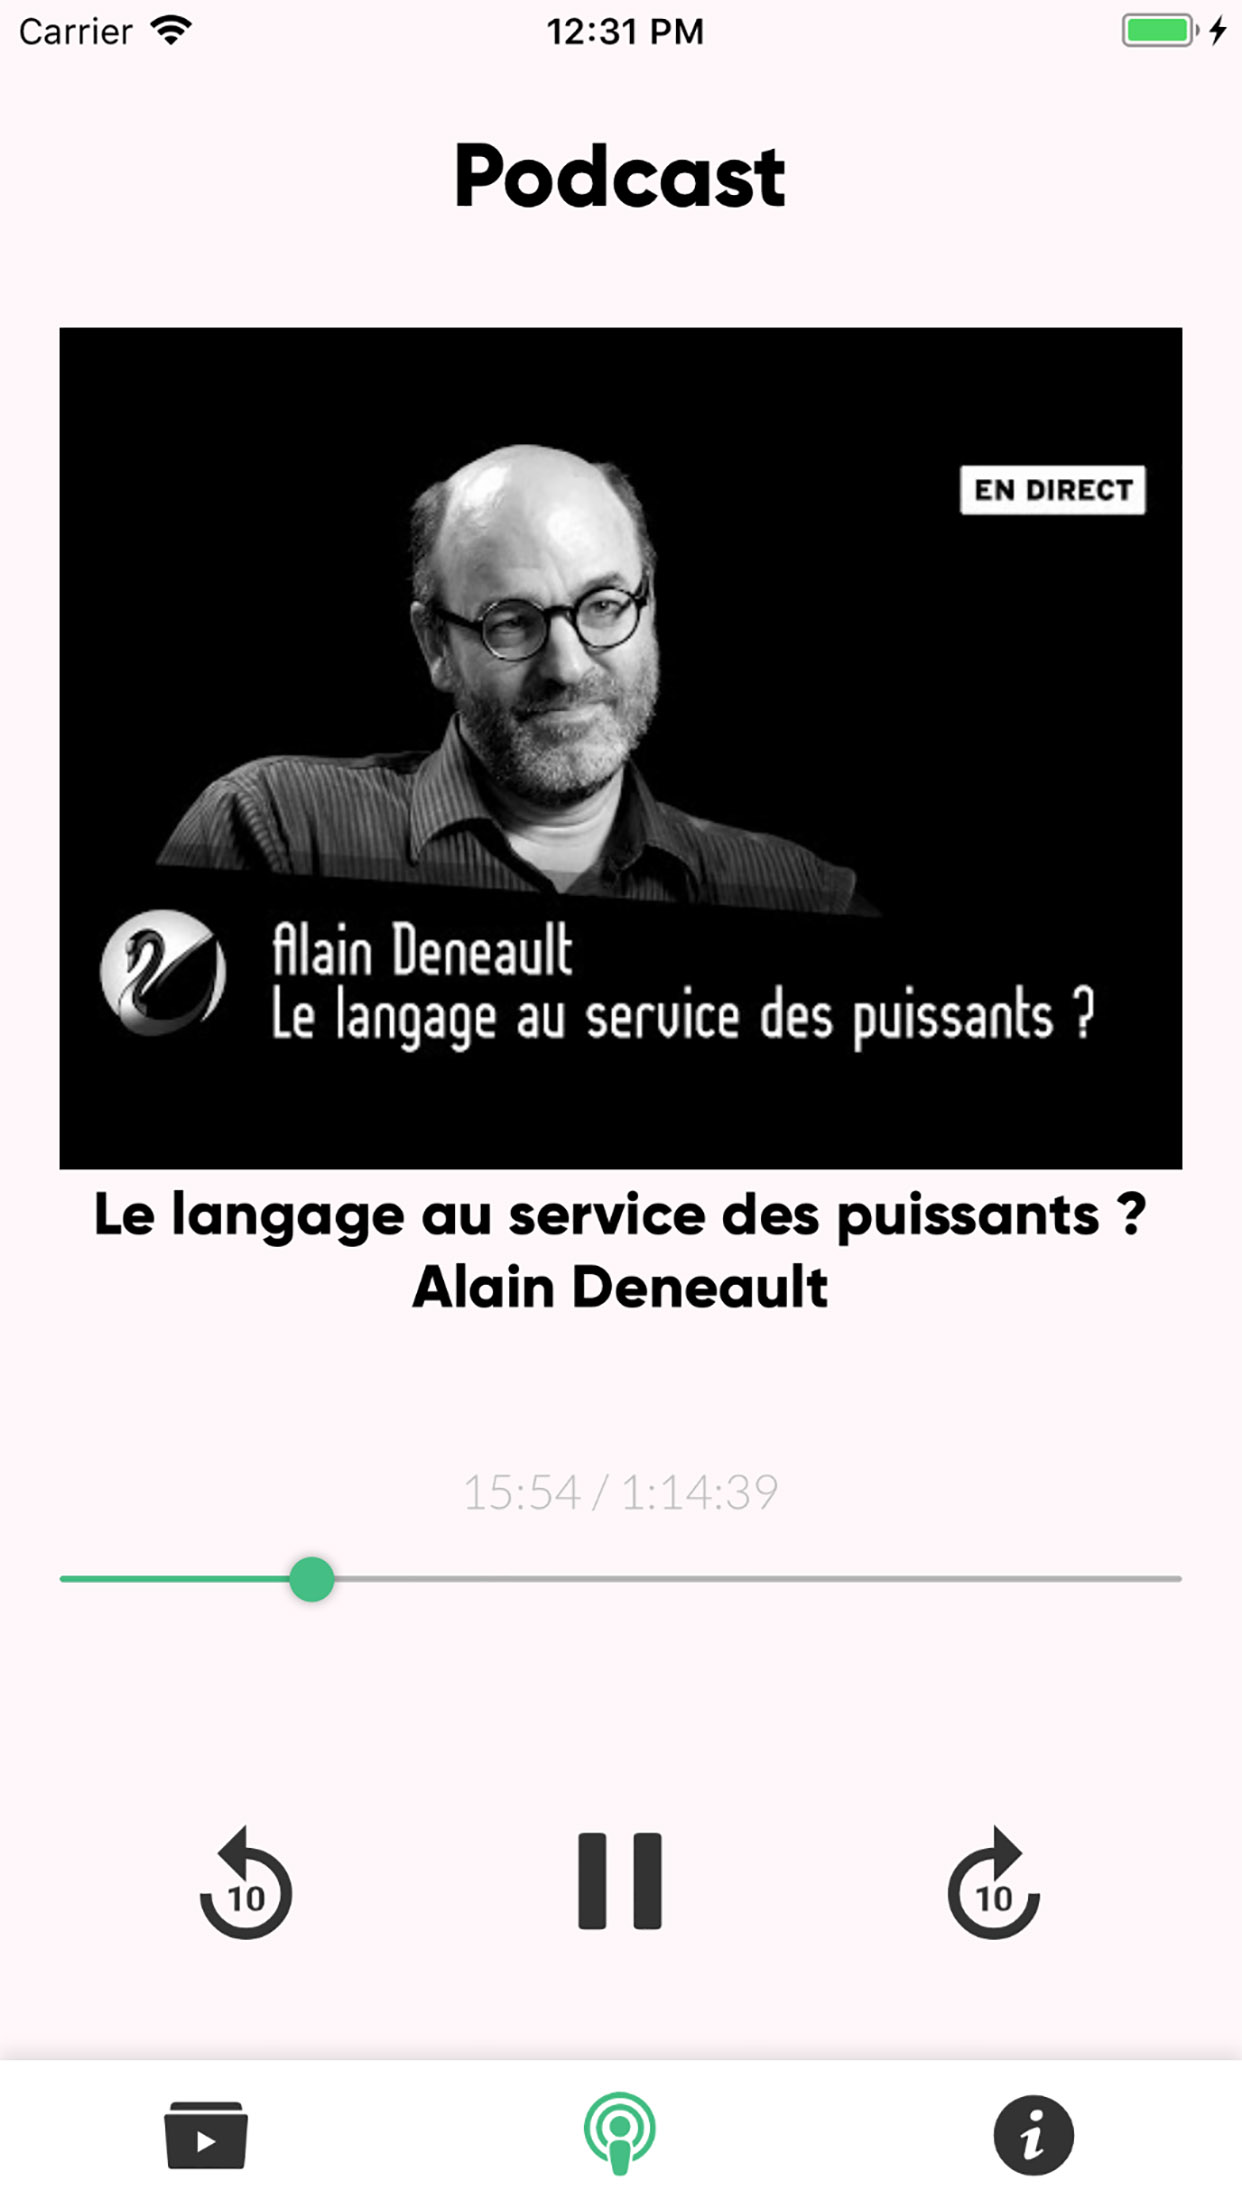 Carrier
12:31 PM
Podcast
EN DIRECT
Alain Deneault
Le langage au service des puissants ?
Le langage au service des puissants ?
Alain Deneault
15:54 / 1:14:39
10
10
i